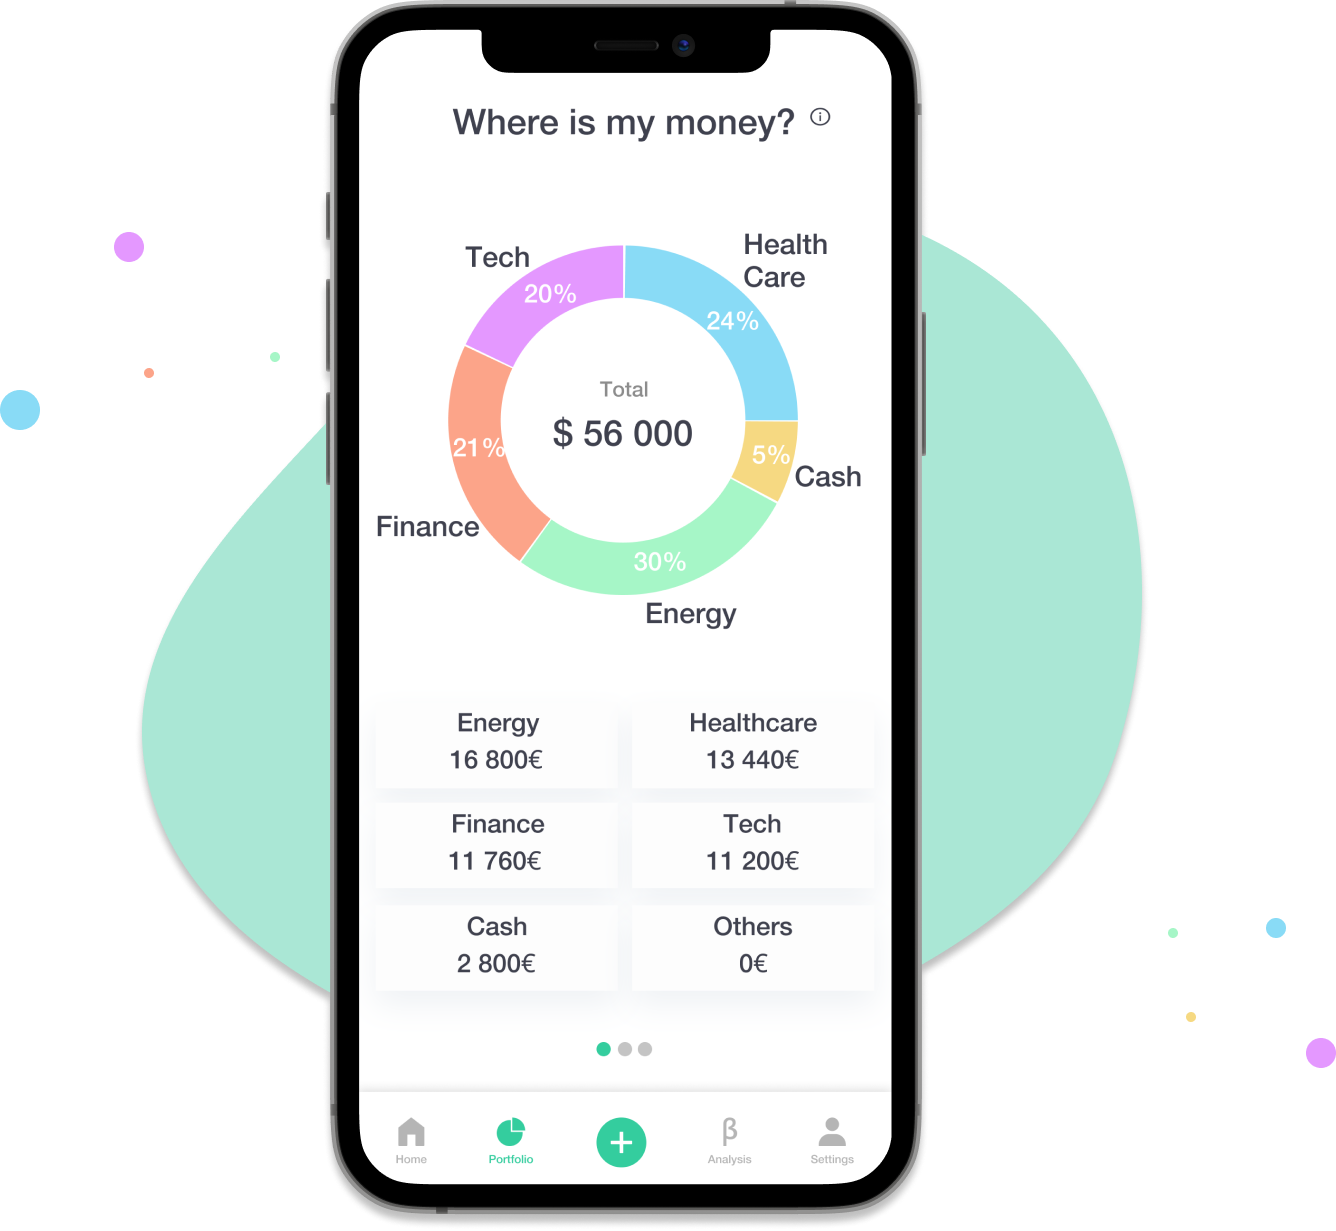 Where is my money?
Tech
Health
Care
20%
24%
Total
$ 56 000
21%
5%
Cash
Finance
30%
Energy
Energy
16 800€
Healthcare
13 440€
Finance
11 760€
Tech
11 200€
Cash
2 800€
Others
0€
β
Home
Portfolio
Analysis
Settings